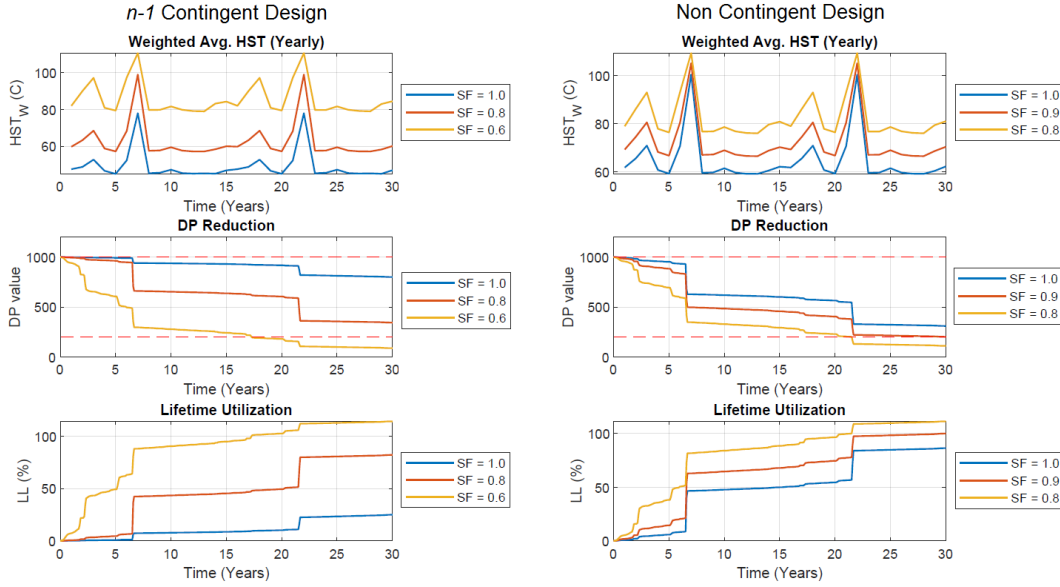 n-1 Contingent Design
Weighted Avg. HST (Yearly)
HST_W (C)
100
80
60
0 5 10 15 20 25 30
Time (Years)
SF = 1.0
SF = 0.8
SF = 0.6
DP Reduction
DP value
1000
500
0
0 5 10 15 20 25 30
Time (Years)
SF = 1.0
SF = 0.8
SF = 0.6
Lifetime Utilization
LL (%)
100
50
0
0 5 10 15 20 25 30
Time (Years)
SF = 1.0
SF = 0.8
SF = 0.6
Non Contingent Design
Weighted Avg. HST (Yearly)
HST_W (C)
100
80
60
0 5 10 15 20 25 30
Time (Years)
SF = 1.0
SF = 0.9
SF = 0.8
DP Reduction
DP value
1000
500
0
0 5 10 15 20 25 30
Time (Years)
SF = 1.0
SF = 0.9
SF = 0.8
Lifetime Utilization
LL (%)
100
50
0
0 5 10 15 20 25 30
Time (Years)
SF = 1.0
SF = 0.9
SF = 0.8